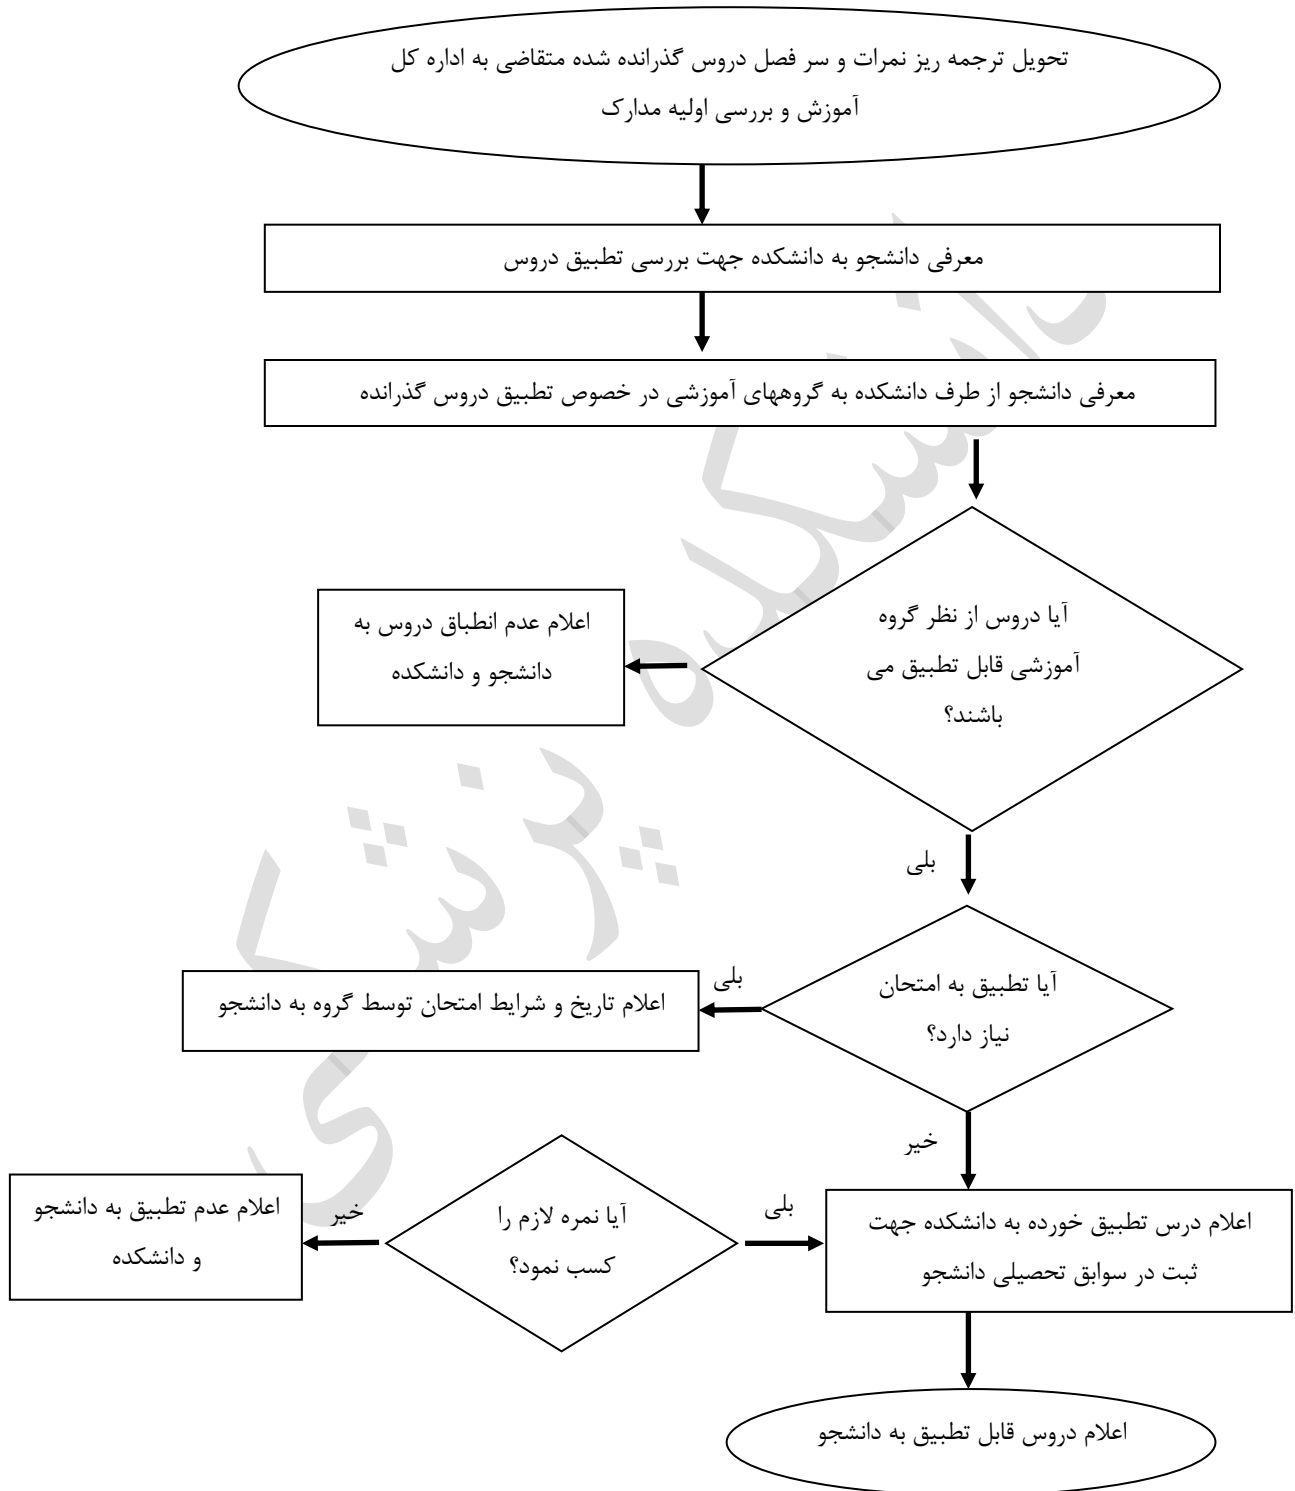 تحویل ترجمه ریز نمرات و سر فصل دروس گذرانده شده متقاضی به اداره کل
آموزش و بررسی اولیه مدارک
معرفی دانشجو به دانشکده جهت بررسی تطبیق دروس
معرفی دانشجو از طرف دانشکده به گروههای آموزشی در خصوص تطبیق دروس گذرانده
آیا دروس از نظر گروه
آموزشی قابل تطبیق می
باشند؟
اعلام عدم انطباق دروس به
دانشجو و دانشکده
بلی
آیا تطبیق به امتحان
نیاز دارد؟
بلی
اعلام تاریخ و شرایط امتحان توسط گروه به دانشجو
خیر
اعلام درس تطبیق خورده به دانشکده جهت
ثبت در سوابق تحصیلی دانشجو
بلی
آیا نمره لازم را
کسب نمود؟
خیر
اعلام عدم تطبیق به دانشجو
و دانشکده
اعلام دروس قابل تطبیق به دانشجو
دانشکده پزشکی